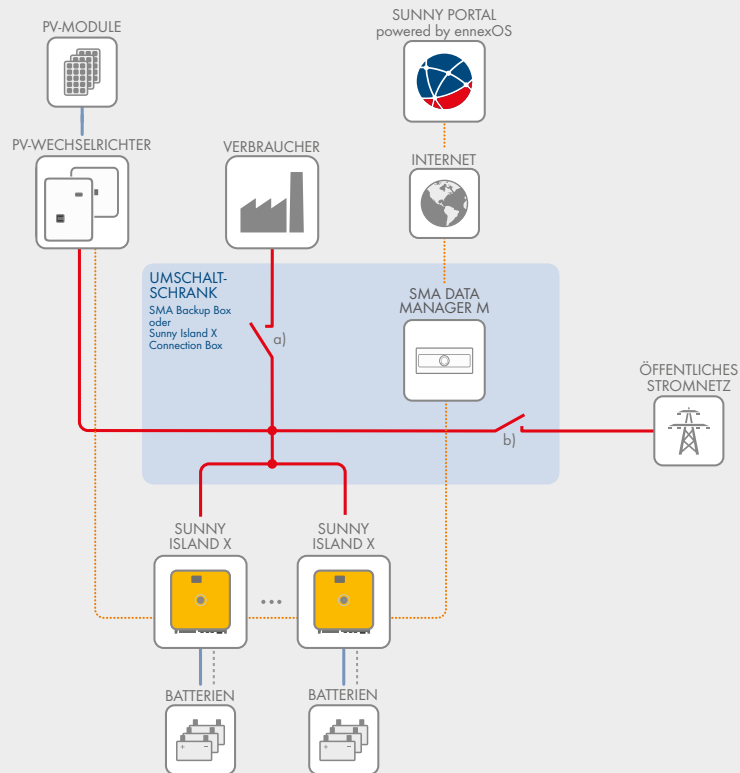 PV-MODULE
SUNNY PORTAL
powered by ennexOS
PV-WECHSELRICHTER
VERBRAUCHER
INTERNET
UMSCHALT-
SCHRANK
SMA Backup Box
oder
Sunny Island X
Connection Box
a)
SMA DATA
MANAGER M
ÖFFENTLICHES
STROMNETZ
b)
SUNNY
ISLAND X
SUNNY
ISLAND X
...
BATTERIEN
BATTERIEN